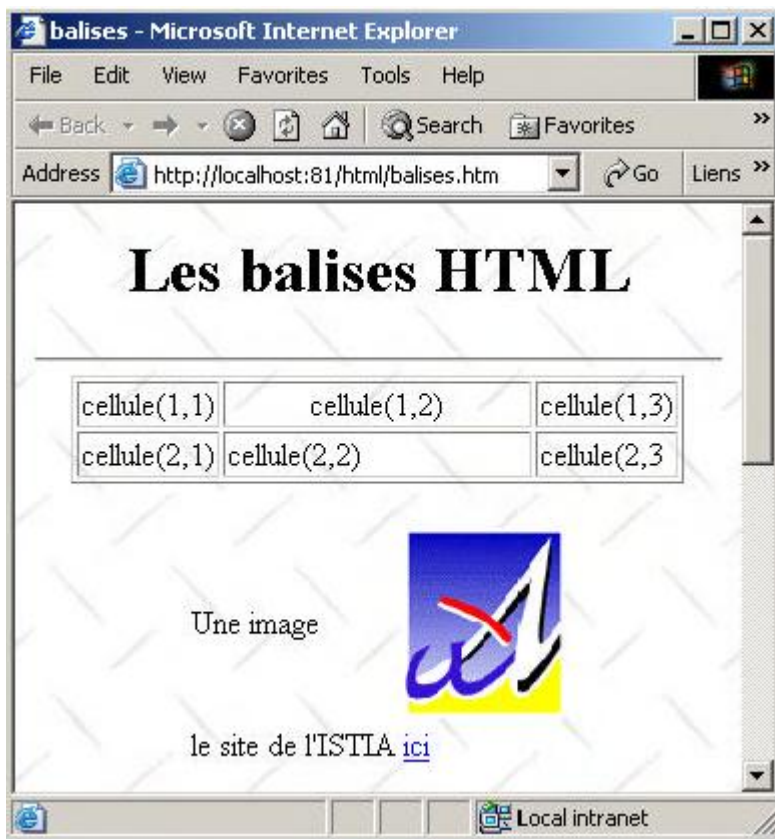 balises - Microsoft Internet Explorer
File Edit View Favorites Tools Help
Back Search Favorites »
Address http://localhost:81/html/balises.htm Go Liens »
Les balises HTML
cellule(1,1) cellule(1,2) cellule(1,3)
cellule(2,1) cellule(2,2) cellule(2,3
Une image
le site de l'ISTIA ici
Local intranet